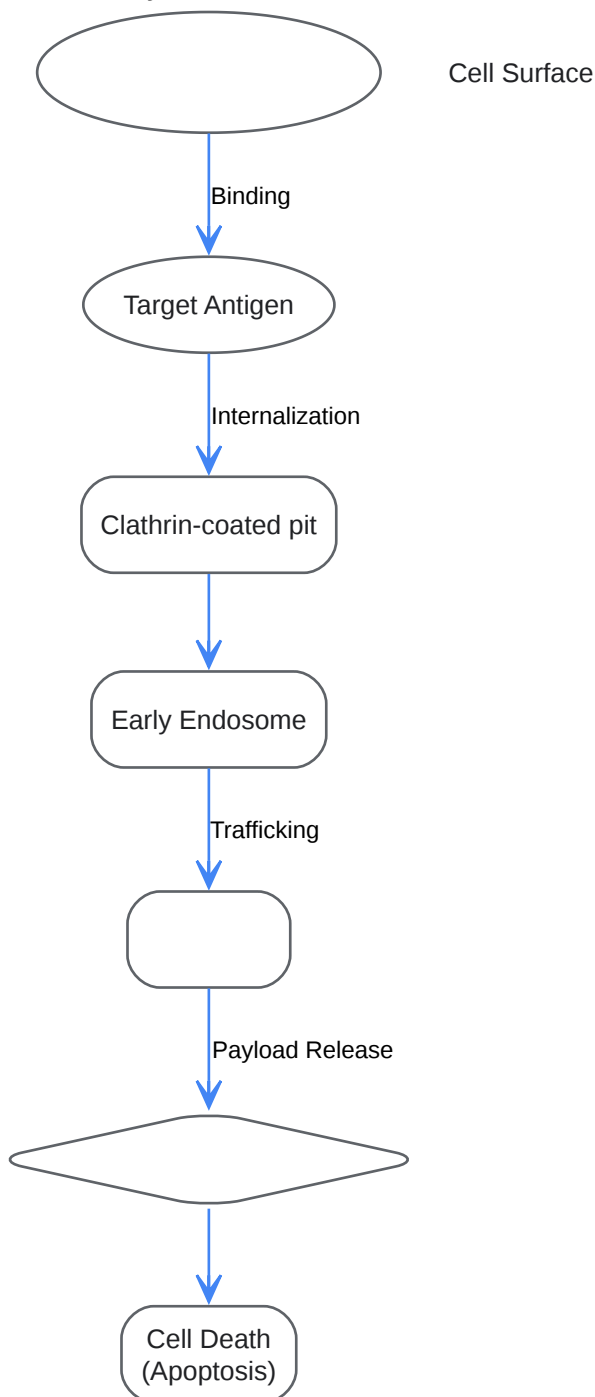 Cell Surface
Binding
Target Antigen
Internalization
Clathrin-coated pit
Early Endosome
Trafficking
Payload Release
Cell Death
(Apoptosis)